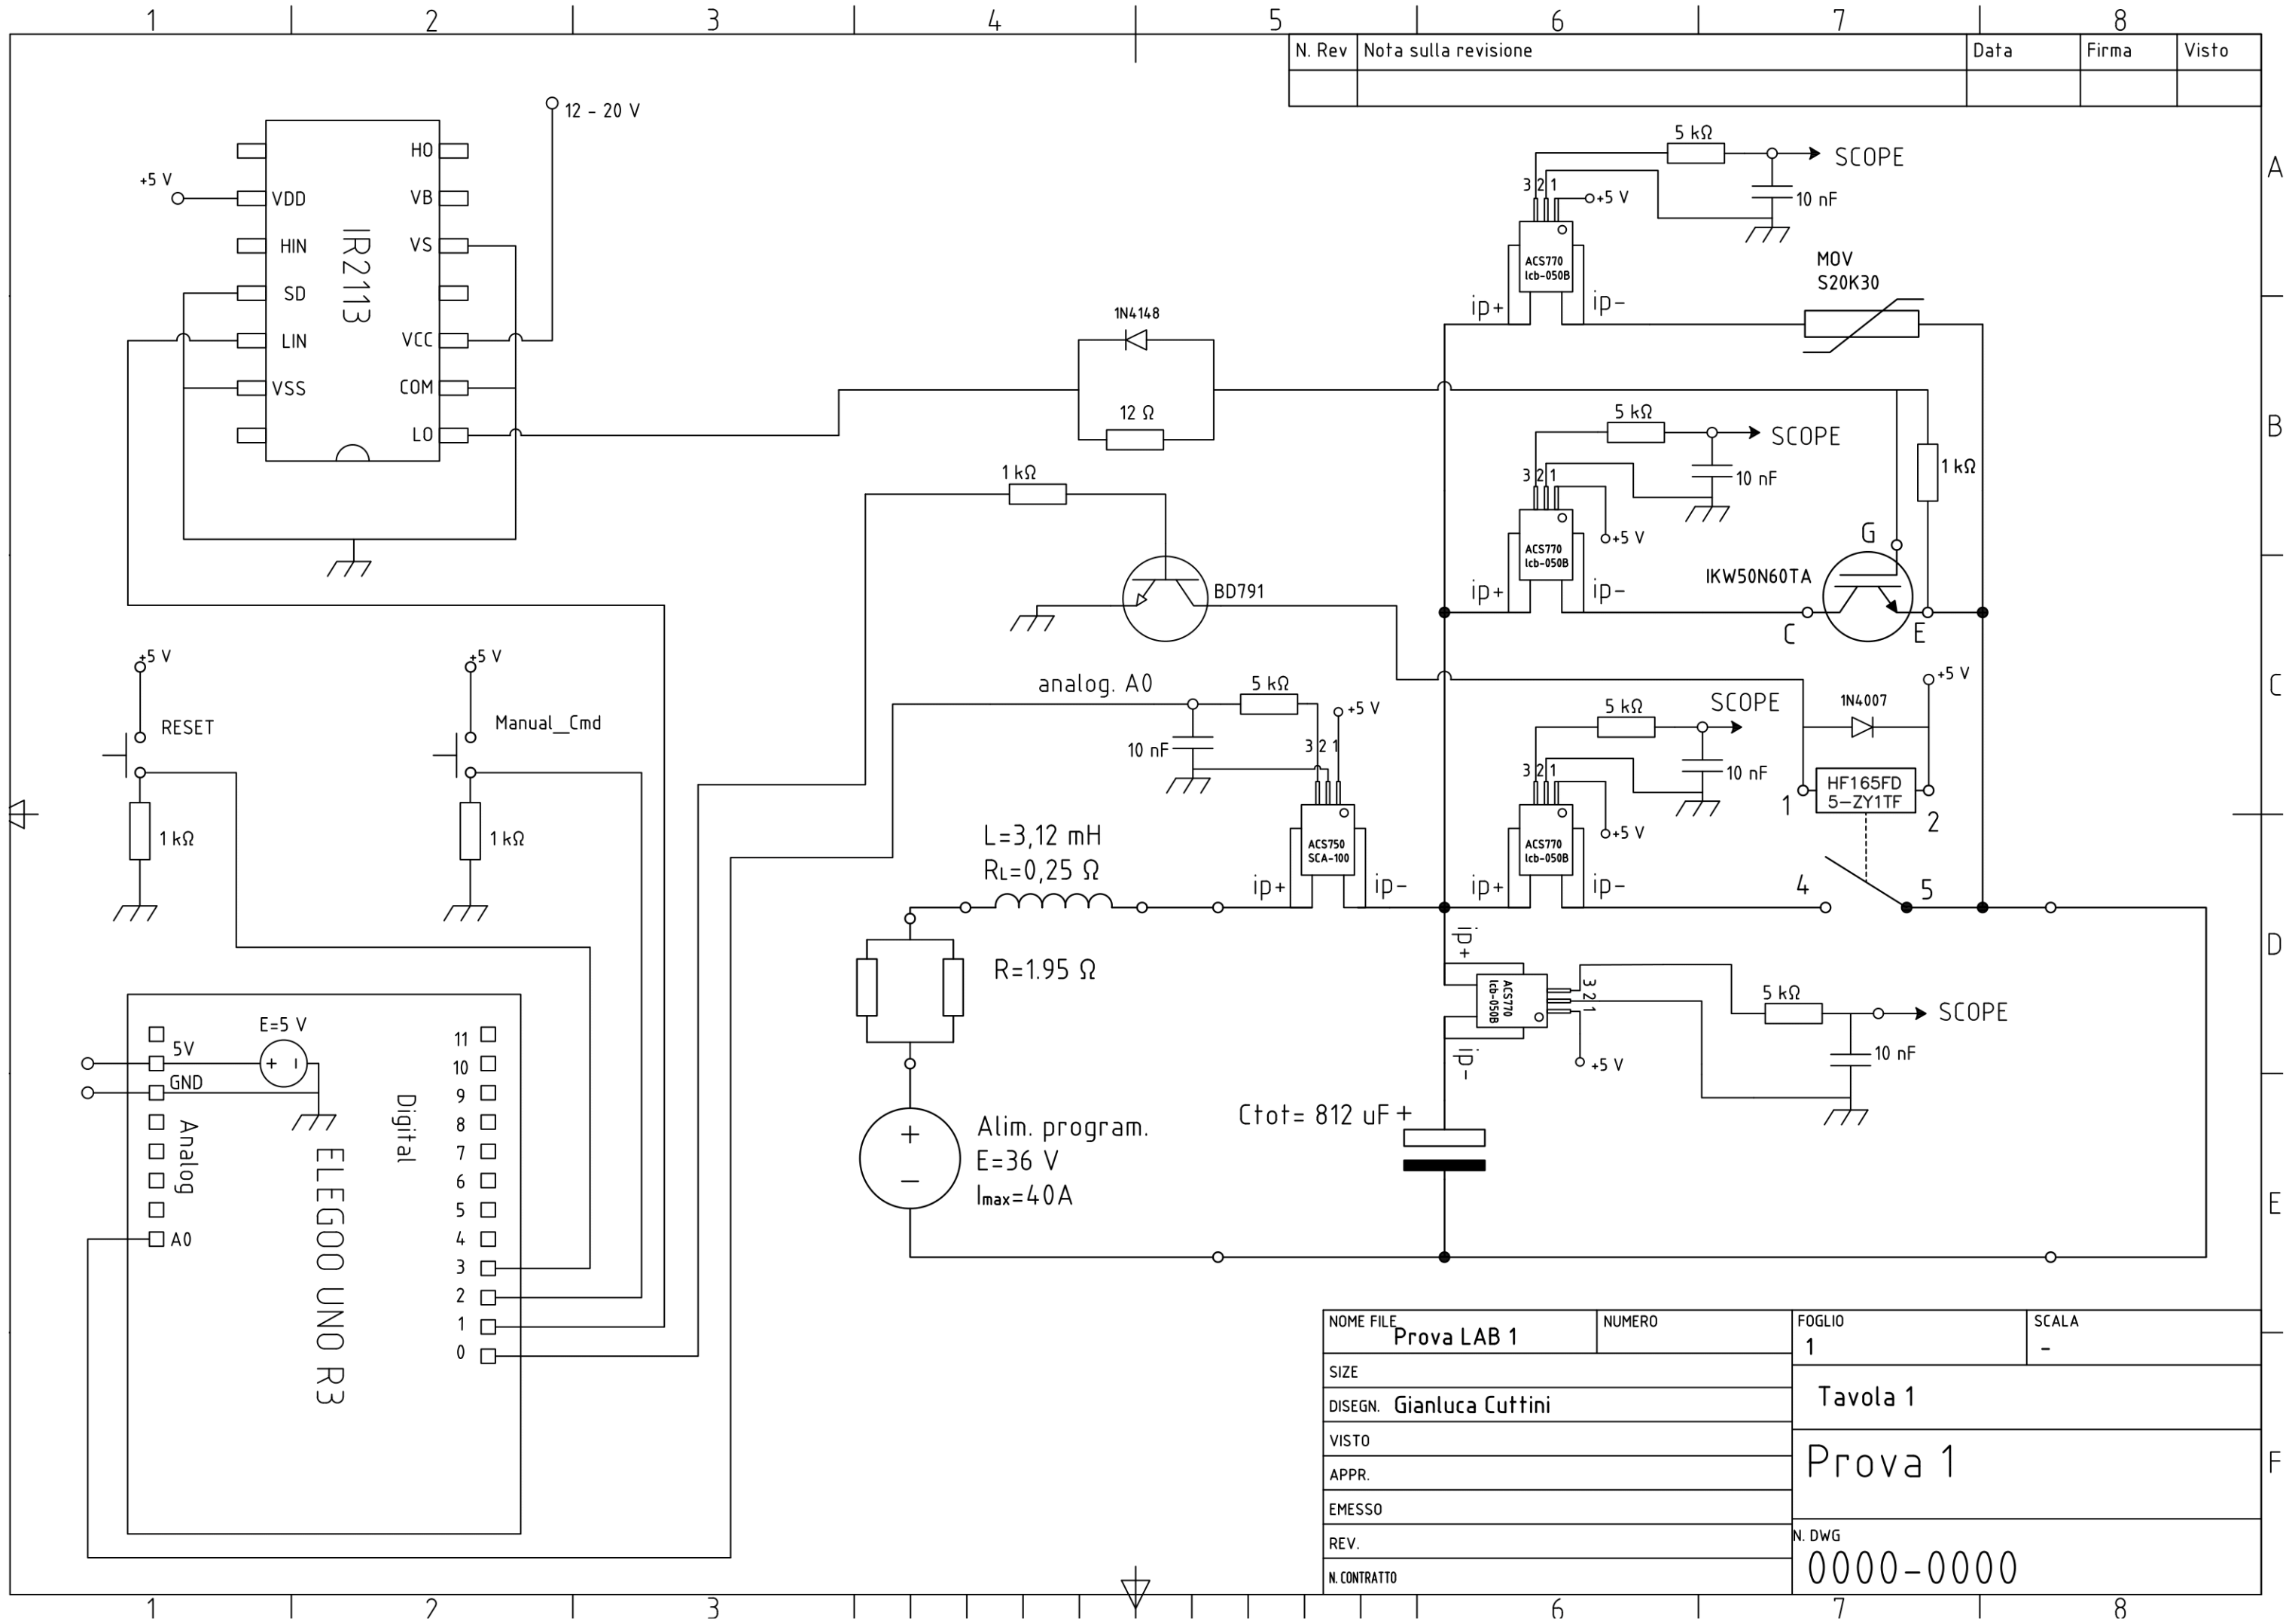 1 2 3 4 5 6 7 8
N. Rev Nota sulla revisione Data Firma Visto
A
B
C
D
E
F
12 - 20 V
+5 V
HO
VDD VB
HIN VS
SD
LIN VCC
VSS COM
LO
IR2113
5 kΩ
SCOPE
3 2 1
+5 V
10 nF
ACS770
lcb-050B
ip+ ip-
MOV
S20K30
1N4148
12 Ω
1 kΩ
BD791
5 kΩ
SCOPE
3 2 1
10 nF
+5 V
ACS770
lcb-050B
ip+ ip-
1 kΩ
G
IKW50N60TA
C E
+5 V
RESET
1 kΩ
+5 V
Manual_Cmd
1 kΩ
analog. A0
5 kΩ
+5 V
10 nF
3 2 1
ACS750
SCA-100
ip+ ip-
5 kΩ
SCOPE
3 2 1
10 nF
+5 V
ACS770
lcb-050B
ip+ ip-
+5 V
1N4007
HF165FD
5-ZY1TF
1 2
4 5
L=3,12 mH
RL=0,25 Ω
R=1.95 Ω
ip+
ACS770
lcb-050B
3 2 1
ip-
+5 V
5 kΩ
SCOPE
10 nF
Ctot= 812 uF +
Alim. program.
E=36 V
Imax=40A
+
−
E=5 V
+ −
5V
GND
Analog
A0
Digital
ELEGOO UNO R3
11
10
9
8
7
6
5
4
3
2
1
0
NOME FILE Prova LAB 1 NUMERO FOGLIO 1 SCALA -
SIZE
DISEGN. Gianluca Cuttini
VISTO
APPR.
EMESSO
REV.
N. CONTRATTO
Tavola 1
Prova 1
N. DWG
0000-0000
1 2 3 6 7 8